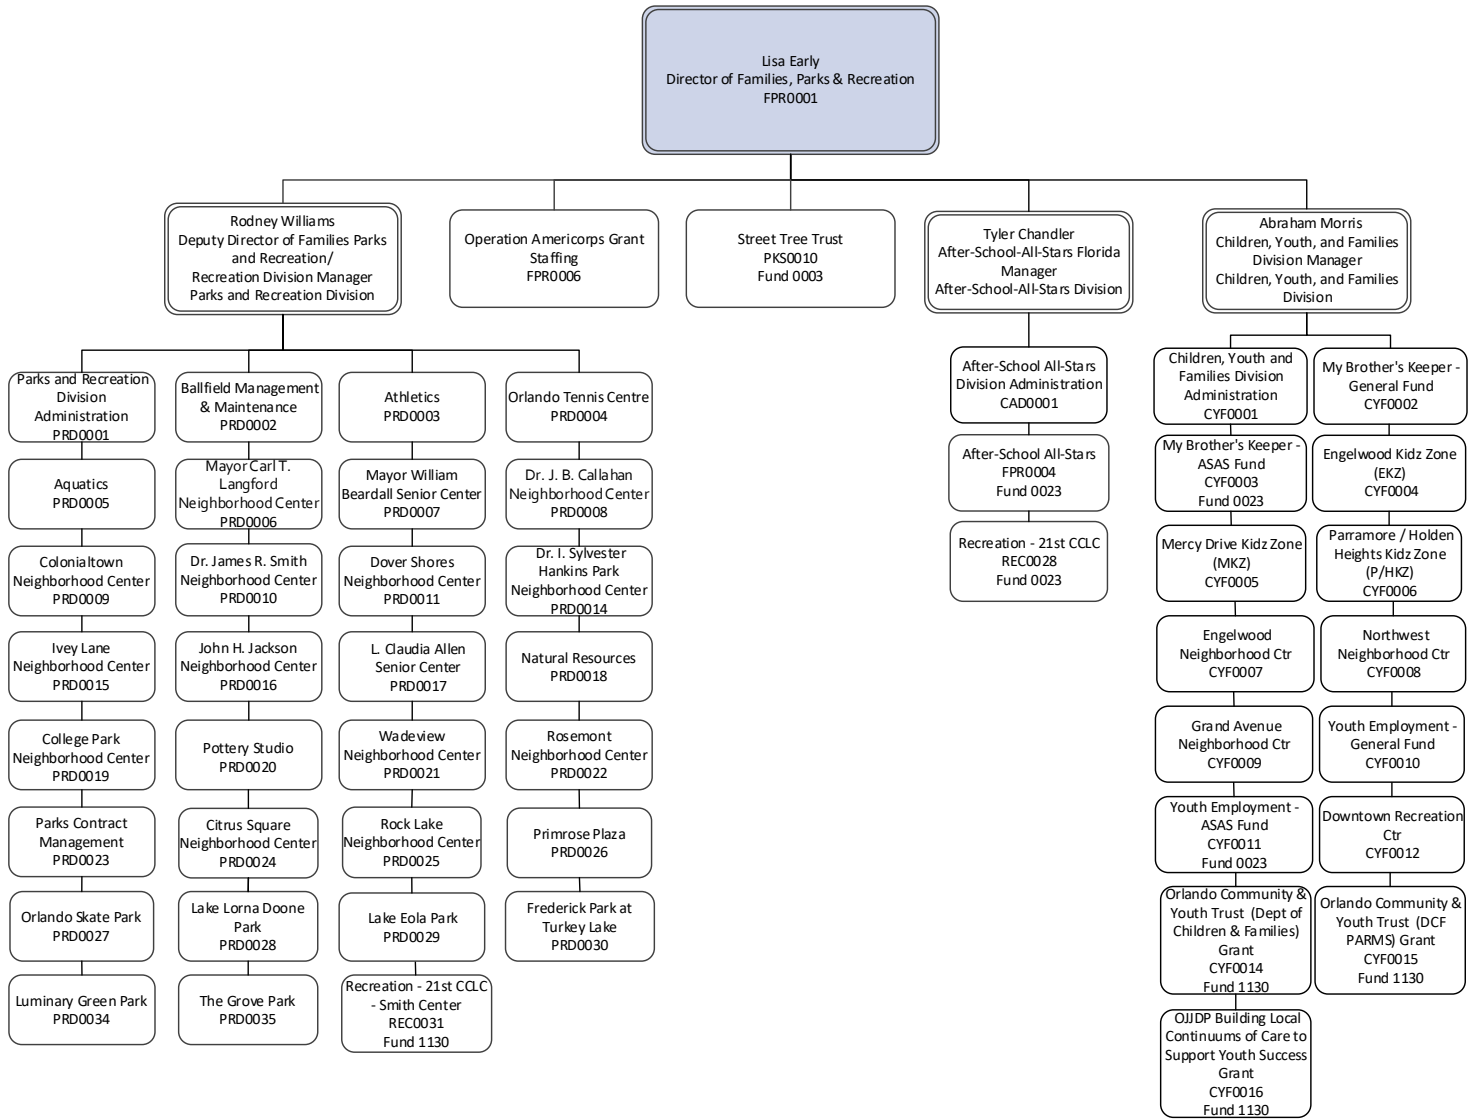 Lisa Early
Director of Families, Parks & Recreation
FPR0001
Rodney Williams
Deputy Director of Families Parks
and Recreation/
Recreation Division Manager
Parks and Recreation Division
Operation Americorps Grant
Staffing
FPR0006
Street Tree Trust
PKS0010
Fund 0003
Tyler Chandler
After-School-All-Stars Florida
Manager
After-School-All-Stars Division
Abraham Morris
Children, Youth, and Families
Division Manager
Children, Youth, and Families
Division
Parks and Recreation
Division
Administration
PRD0001
Ballfield Management
& Maintenance
PRD0002
Athletics
PRD0003
Orlando Tennis Centre
PRD0004
Aquatics
PRD0005
Mayor Carl T.
Langford
Neighborhood Center
PRD0006
Mayor William
Beardall Senior Center
PRD0007
Dr. J. B. Callahan
Neighborhood Center
PRD0008
Colonialtown
Neighborhood Center
PRD0009
Dr. James R. Smith
Neighborhood Center
PRD0010
Dover Shores
Neighborhood Center
PRD0011
Dr. I. Sylvester
Hankins Park
Neighborhood Center
PRD0014
Ivey Lane
Neighborhood Center
PRD0015
John H. Jackson
Neighborhood Center
PRD0016
L. Claudia Allen
Senior Center
PRD0017
Natural Resources
PRD0018
College Park
Neighborhood Center
PRD0019
Pottery Studio
PRD0020
Wadeview
Neighborhood Center
PRD0021
Rosemont
Neighborhood Center
PRD0022
Parks Contract
Management
PRD0023
Citrus Square
Neighborhood Center
PRD0024
Rock Lake
Neighborhood Center
PRD0025
Primrose Plaza
PRD0026
Orlando Skate Park
PRD0027
Lake Lorna Doone
Park
PRD0028
Lake Eola Park
PRD0029
Frederick Park at
Turkey Lake
PRD0030
Luminary Green Park
PRD0034
The Grove Park
PRD0035
Recreation - 21st CCLC
- Smith Center
REC0031
Fund 1130
After-School All-Stars
Division Administration
CAD0001
After-School All-Stars
FPR0004
Fund 0023
Recreation - 21st CCLC
REC0028
Fund 0023
Children, Youth and
Families Division
Administration
CYF0001
My Brother's Keeper -
General Fund
CYF0002
My Brother's Keeper -
ASAS Fund
CYF0003
Fund 0023
Engelwood Kidz Zone
(EKZ)
CYF0004
Mercy Drive Kidz Zone
(MKZ)
CYF0005
Parramore / Holden
Heights Kidz Zone
(P/HKZ)
CYF0006
Engelwood
Neighborhood Ctr
CYF0007
Northwest
Neighborhood Ctr
CYF0008
Grand Avenue
Neighborhood Ctr
CYF0009
Youth Employment -
General Fund
CYF0010
Youth Employment -
ASAS Fund
CYF0011
Fund 0023
Downtown Recreation
Ctr
CYF0012
Orlando Community &
Youth Trust (Dept of
Children & Families)
Grant
CYF0014
Fund 1130
Orlando Community &
Youth Trust (DCF
PARMS) Grant
CYF0015
Fund 1130
OJJDP Building Local
Continuums of Care to
Support Youth Success
Grant
CYF0016
Fund 1130